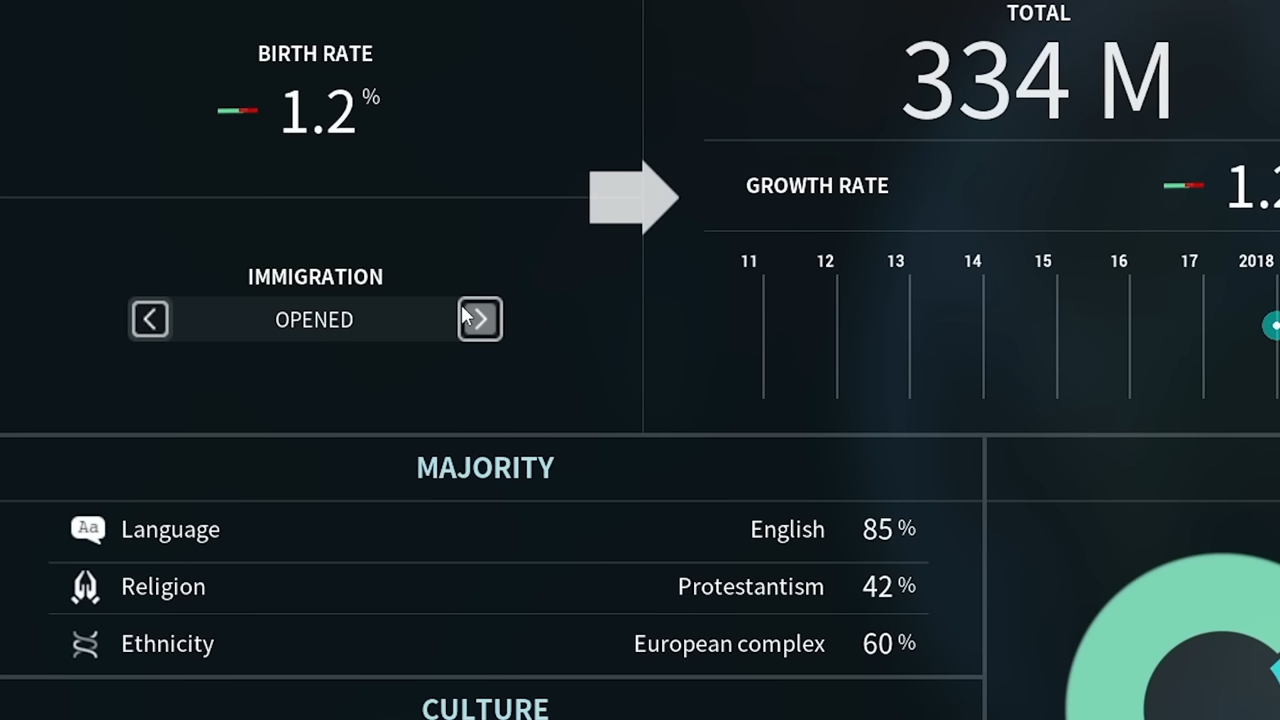 BIRTH RATE
1.2 %
IMMIGRATION
OPENED
TOTAL
334 M
GROWTH RATE
11 12 13 14 15 16 17 2018
MAJORITY
Aa Language English 85 %
Religion Protestantism 42 %
Ethnicity European complex 60 %
CULTURE